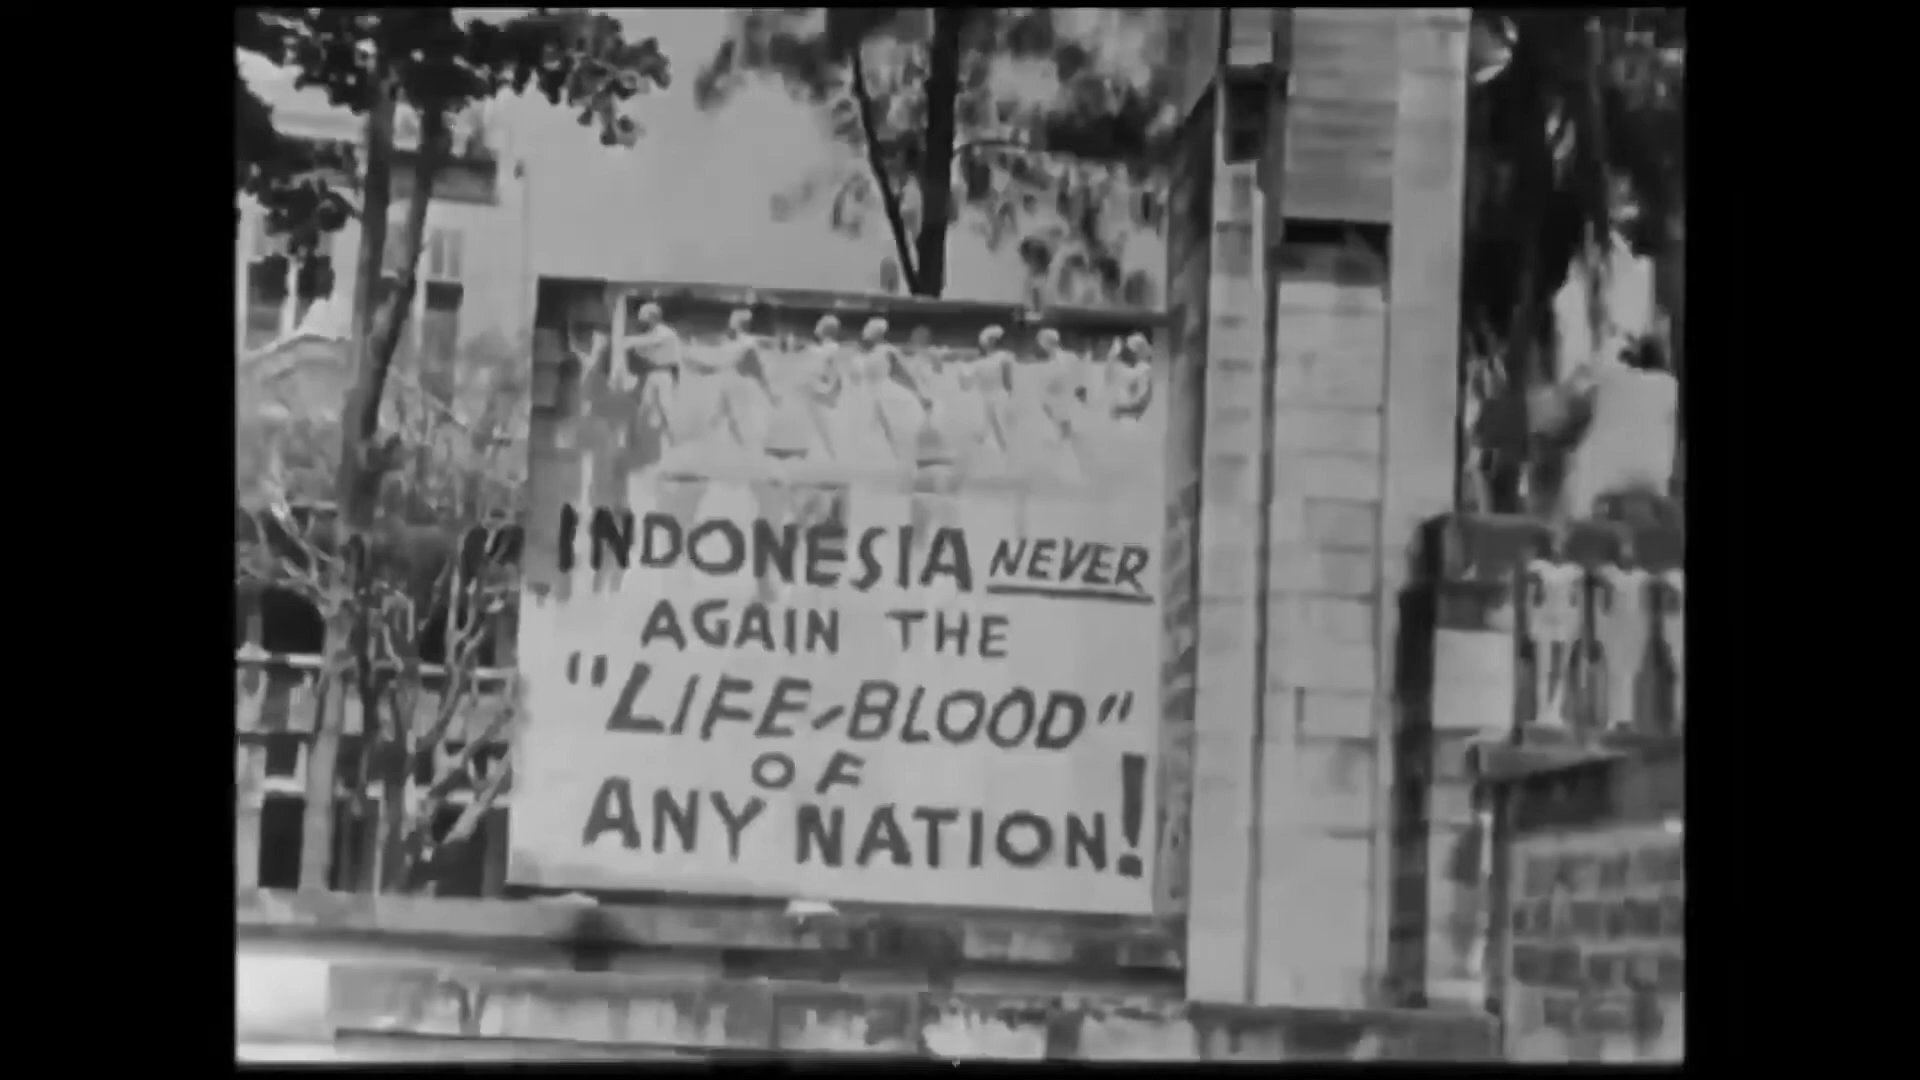 INDONESIA NEVER
AGAIN THE
"LIFE-BLOOD"
OF
ANY NATION!